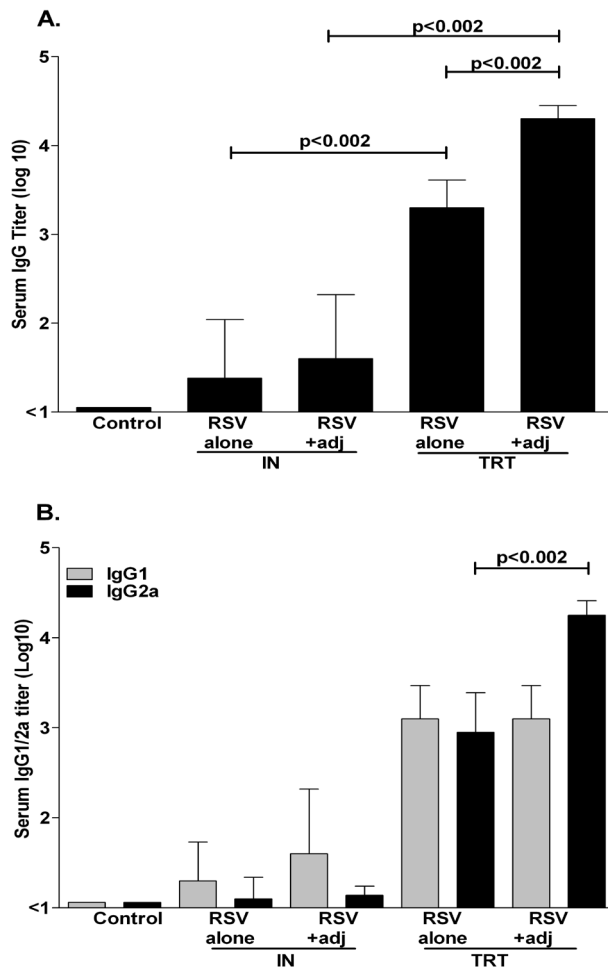 A.
p<0.002
p<0.002
p<0.002
Serum IgG Titer (log 10)
5
4
3
2
<1
Control RSV alone RSV +adj RSV alone RSV +adj
IN TRT
B.
IgG1
IgG2a
p<0.002
Serum IgG1/2a titer (Log10)
5
4
3
2
<1
Control RSV alone RSV +adj RSV alone RSV +adj
IN TRT